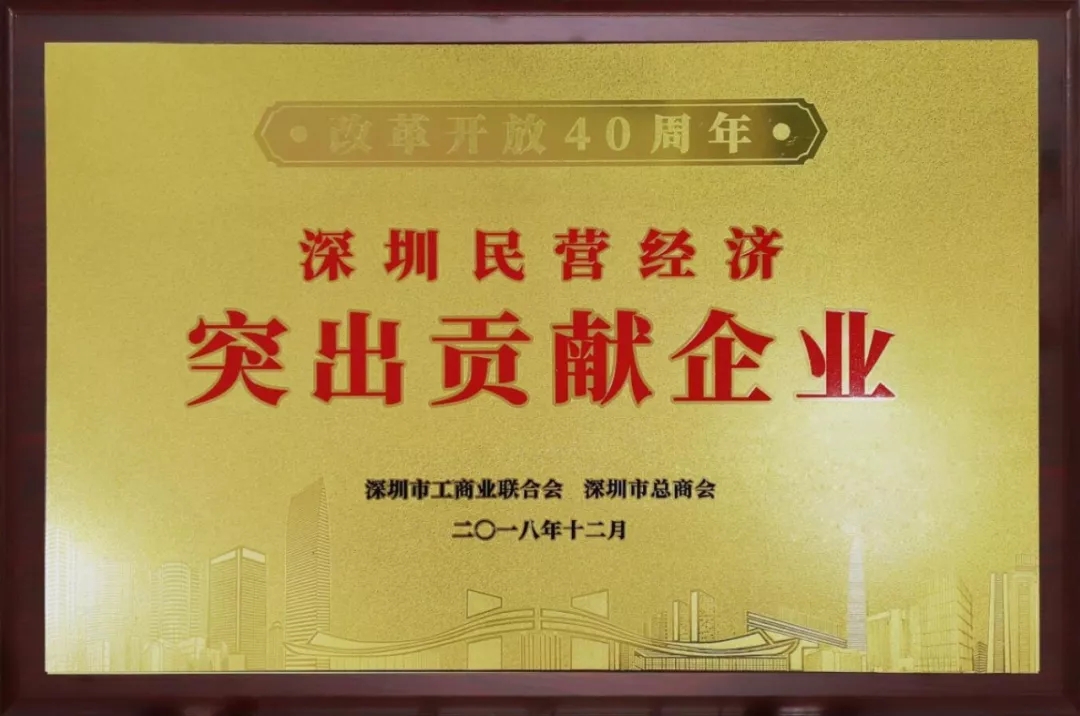 改革开放40周年
深圳民营经济
突出贡献企业
深圳市工商业联合会 深圳市总商会
二〇一八年十二月